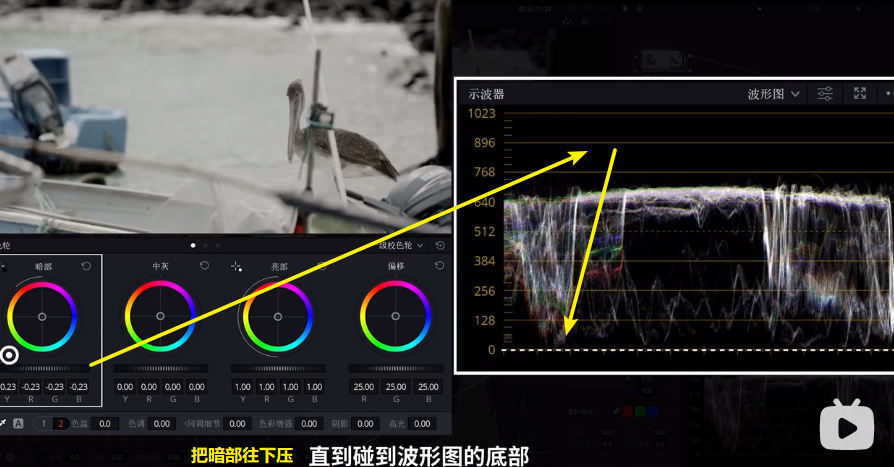 示波器
波形图
1023
896
768
640
512
384
256
128
0
色轮
级校色轮
暗部
中灰
亮部
偏移
0.23 -0.23 -0.23 -0.23
0.00 0.00 0.00 0.00
1.00 1.00 1.00 1.00
25.00 25.00 25.00
Y R G B
Y R G B
Y R G B
R G B
A 1 2 色温 0.0 色调 0.00 中间调细节 0.00 色彩增强 0.00 阴影 0.00 高光 0.00
把暗部往下压 直到碰到波形图的底部